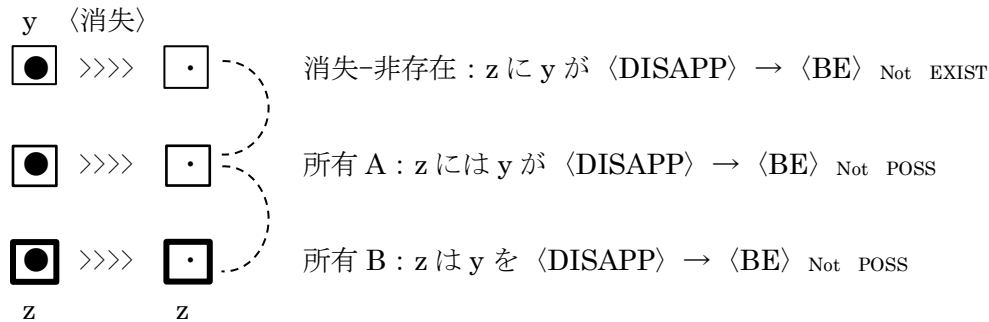 y 〈消失〉
>>>> 消失−非存在：z に y が 〈DISAPP〉 → 〈BE〉 Not EXIST
>>>> 所有 A：z には y が 〈DISAPP〉 → 〈BE〉 Not POSS
>>>> 所有 B：z は y を 〈DISAPP〉 → 〈BE〉 Not POSS
z z